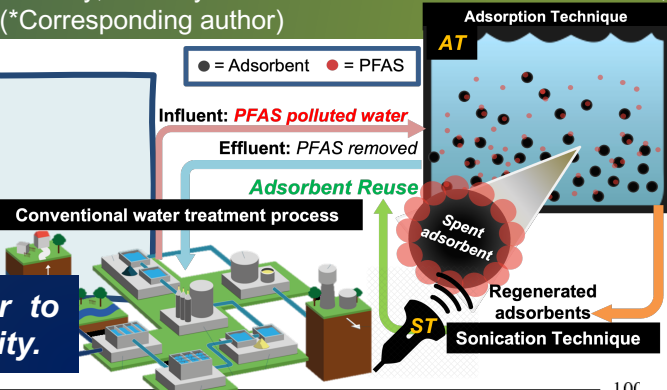 (*Corresponding author)
Adsorption Technique
AT
= Adsorbent = PFAS
Influent: PFAS polluted water
Effluent: PFAS removed
Adsorbent Reuse
Conventional water treatment process
Spent
adsorbent
Regenerated
adsorbents
ST
Sonication Technique
to
ity.